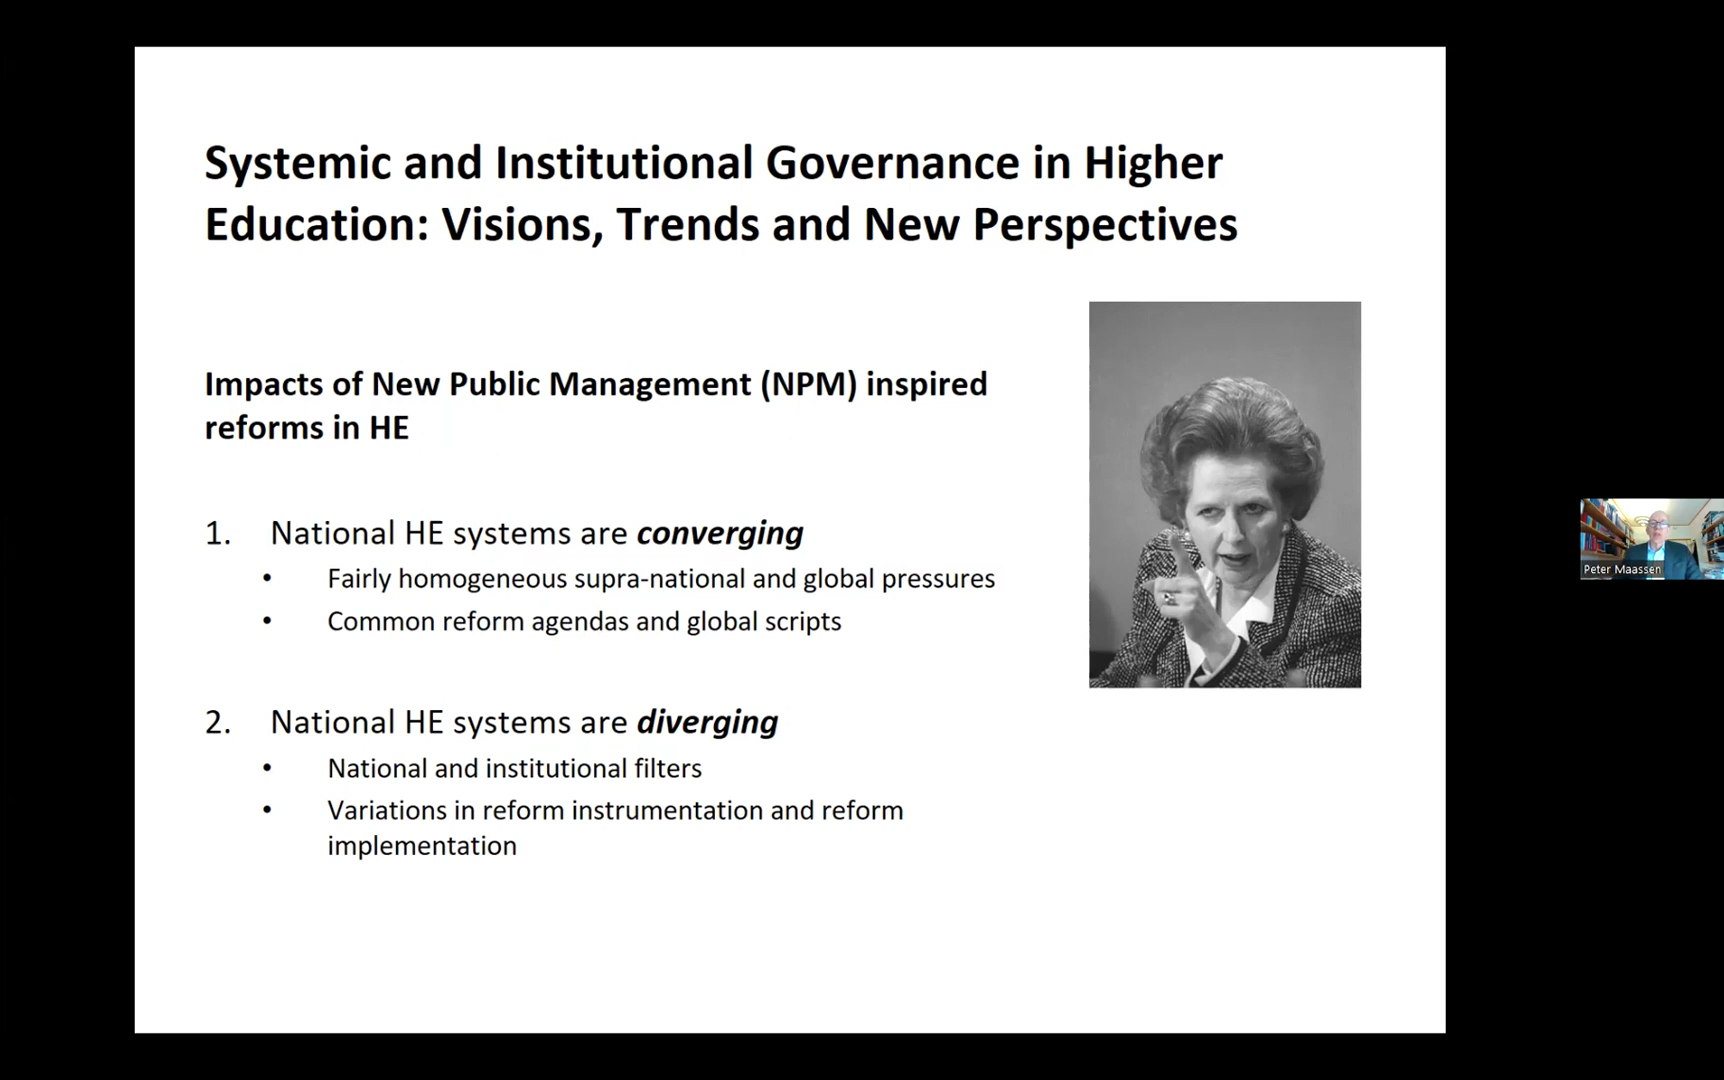 Systemic and Institutional Governance in Higher
Education: Visions, Trends and New Perspectives
Impacts of New Public Management (NPM) inspired
reforms in HE
1. National HE systems are converging
• Fairly homogeneous supra-national and global pressures
• Common reform agendas and global scripts
2. National HE systems are diverging
• National and institutional filters
• Variations in reform instrumentation and reform
implementation
Peter Maassen